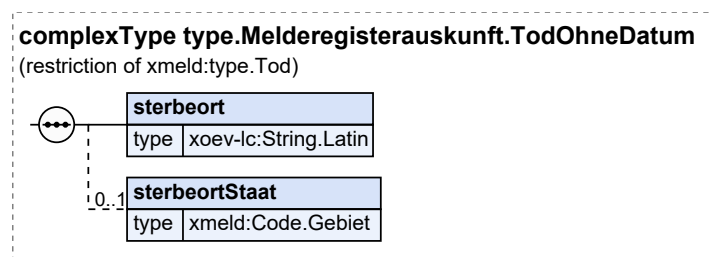 complexType type.Melderegisterauskunft.TodOhneDatum
(restriction of xmeld:type.Tod)
sterbeort
type xoev-lc:String.Latin
0..1 sterbeortStaat
type xmeld:Code.Gebiet